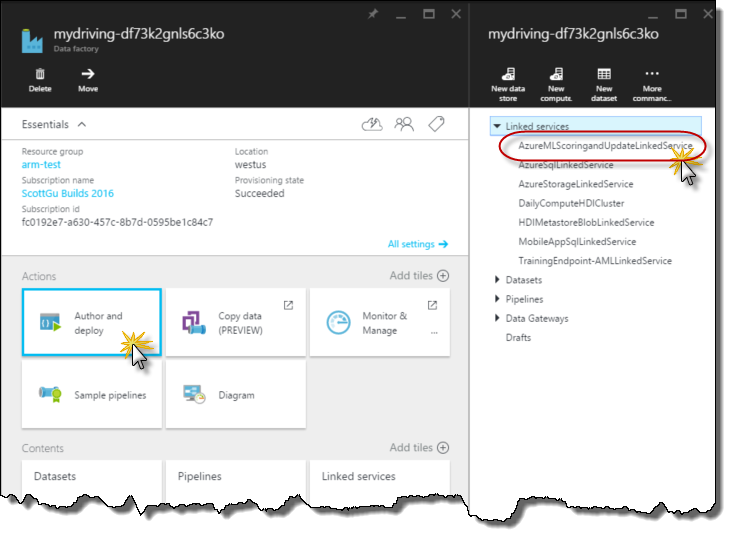 mydriving-df73k2gnls6c3ko
Data factory
Delete
Move
Essentials
Resource group
arm-test
Subscription name
ScottGu Builds 2016
Subscription id
fc0192e7-a630-457c-8b7d-0595be1c84c7
Location
westus
Provisioning state
Succeeded
All settings
Actions
Add tiles
Author and
deploy
Copy data
(PREVIEW)
Monitor &
Manage
...
Sample pipelines
Diagram
Contents
Add tiles
Datasets
Pipelines
Linked services
mydriving-df73k2gnls6c3ko
New data
store
New
compute.
New
dataset
More
commanc...
Linked services
AzureMLScoringandUpdateLinkedService
AzureSqlLinkedService
AzureStorageLinkedService
DailyComputeHDICluster
HDIMetastoreBlobLinkedService
MobileAppSqlLinkedService
TrainingEndpoint-AMLLinkedService
Datasets
Pipelines
Data Gateways
Drafts